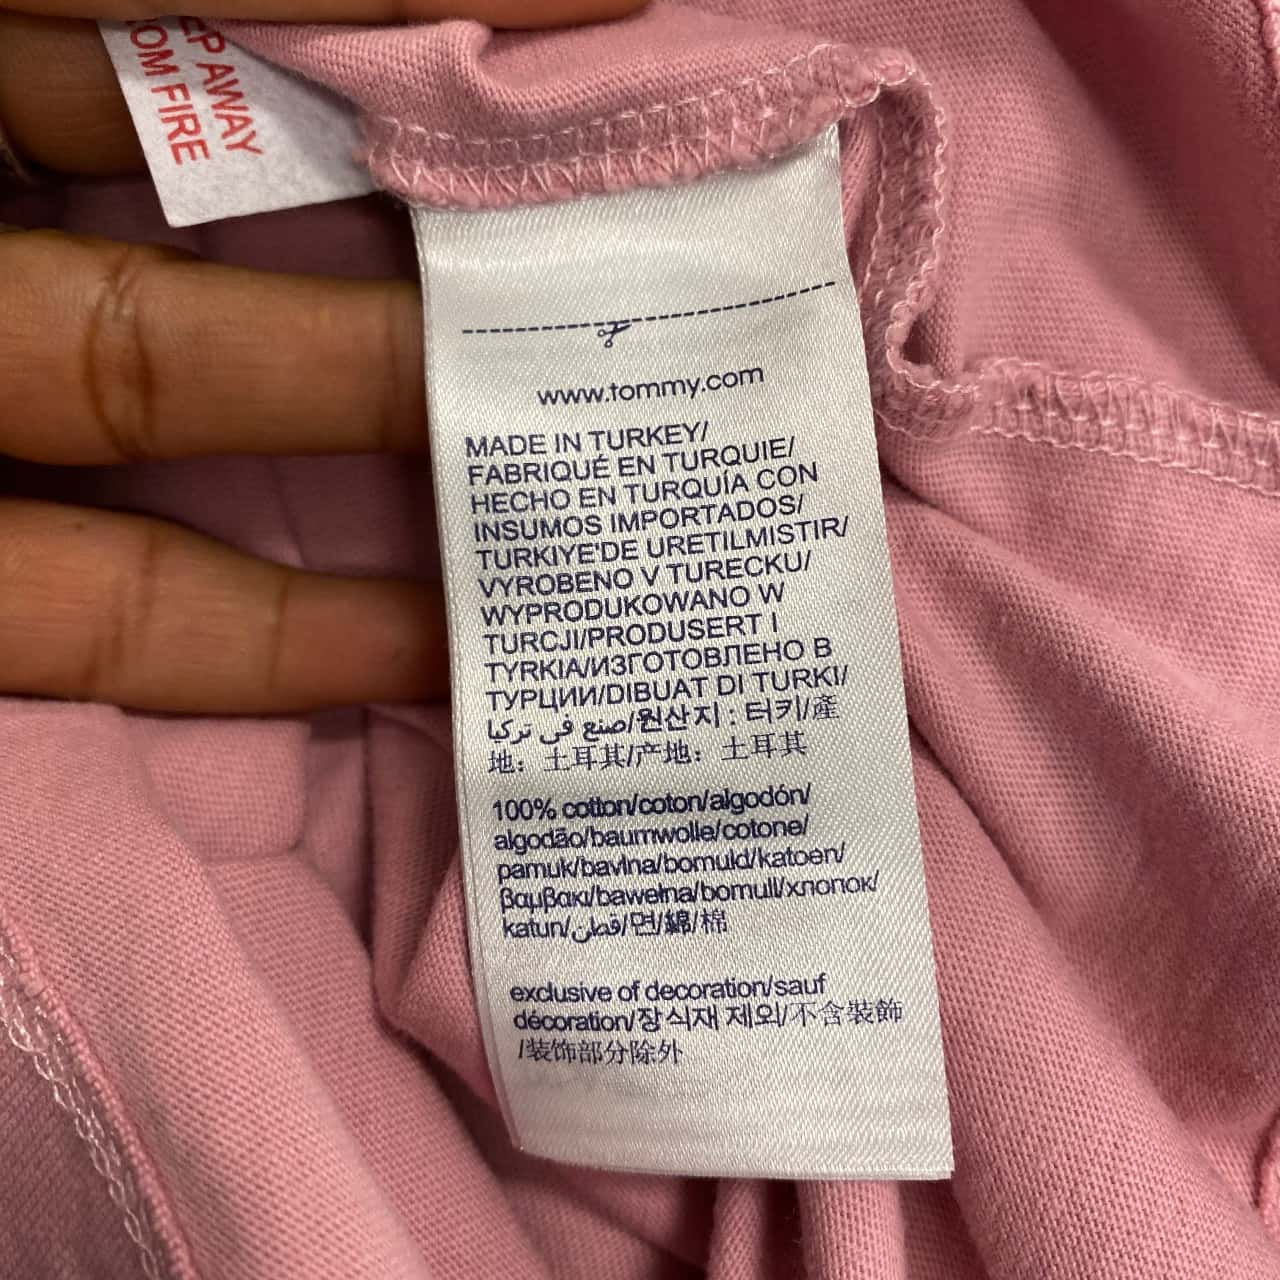 EP AWAY
OM FIRE
www.tommy.com
MADE IN TURKEY/
FABRIQUÉ EN TURQUIE/
HECHO EN TURQUÍA CON
INSUMOS IMPORTADOS/
TURKIYE'DE URETILMISTIR/
VYROBENO V TURECKU/
WYPRODUKOWANO W
TURCJI/PRODUSERT I
TYRKIA/ИЗГОТОВЛЕНО В
ТУРЦИИ/DIBUAT DI TURKI/
صنع في تركيا/원산지 : 터키/產
地：土耳其/产地：土耳其
100% cotton/coton/algodón/
algodão/baumwolle/cotone/
pamuk/bavlna/bomuld/katoen/
βαμβακι/bawełna/bomull/хлопок/
katun/قطن/면/綿/棉
exclusive of decoration/sauf
décoration/장식재 제외/不含裝飾
/装饰部分除外